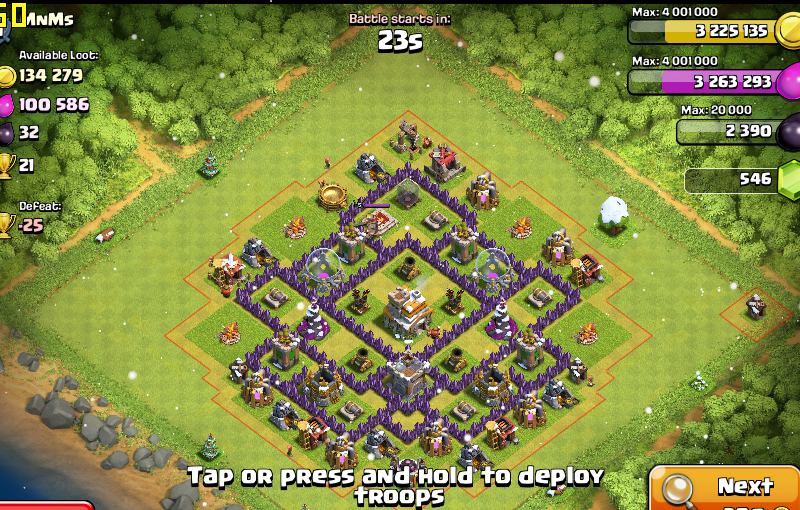 60
MnMs
Available Loot:
134 279
100 586
32
21
Defeat:
-25
Battle starts in:
23s
Max: 4 001 000
3 225 135
Max: 4 001 000
3 263 293
Max: 20 000
2 390
546
Tap or press and hold to deploy
troops
Next